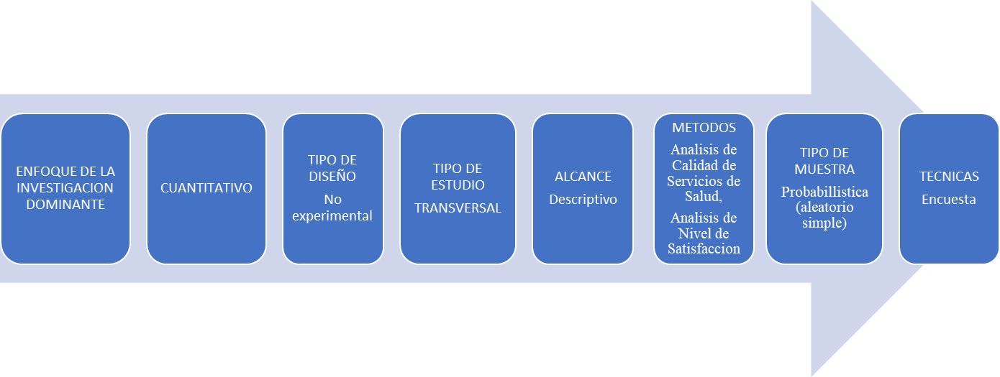 ENFOQUE DE LA
INVESTIGACION
DOMINANTE
CUANTITATIVO
TIPO DE
DISEÑO
No
experimental
TIPO DE
ESTUDIO
TRANSVERSAL
ALCANCE
Descriptivo
METODOS
Analisis de
Calidad de
Servicios de
Salud,
Analisis de
Nivel de
Satisfaccion
TIPO DE
MUESTRA
Probabillistica
(aleatorio
simple)
TECNICAS
Encuesta